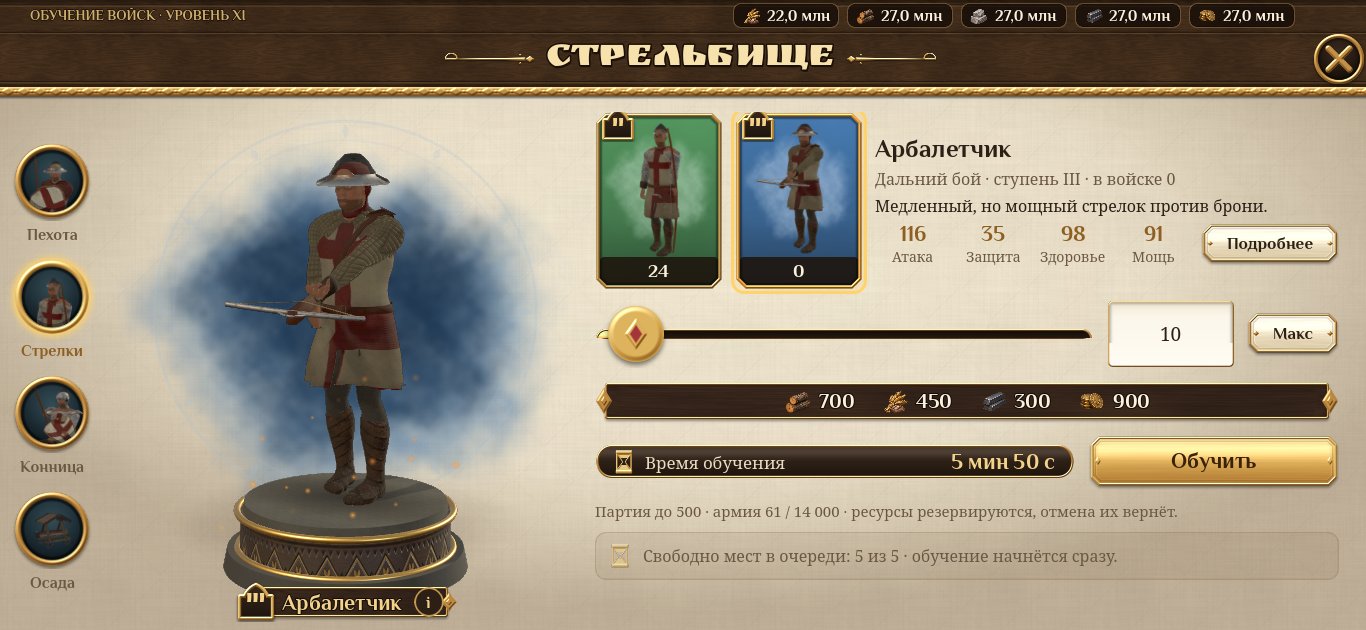 ОБУЧЕНИЕ ВОЙСК · УРОВЕНЬ XI
22,0 млн 27,0 млн 27,0 млн 27,0 млн 27,0 млн
СТРЕЛЬБИЩЕ
Пехота
Стрелки
Конница
Осада
III Арбалетчик i
II
24
III
0
Арбалетчик
Дальний бой · ступень III · в войске 0
Медленный, но мощный стрелок против брони.
116 35 98 91
Атака Защита Здоровье Мощь
Подробнее
10
Макс
700 450 300 900
Время обучения 5 мин 50 с
Обучить
Партия до 500 · армия 61 / 14 000 · ресурсы резервируются, отмена их вернёт.
Свободно мест в очереди: 5 из 5 · обучение начнётся сразу.